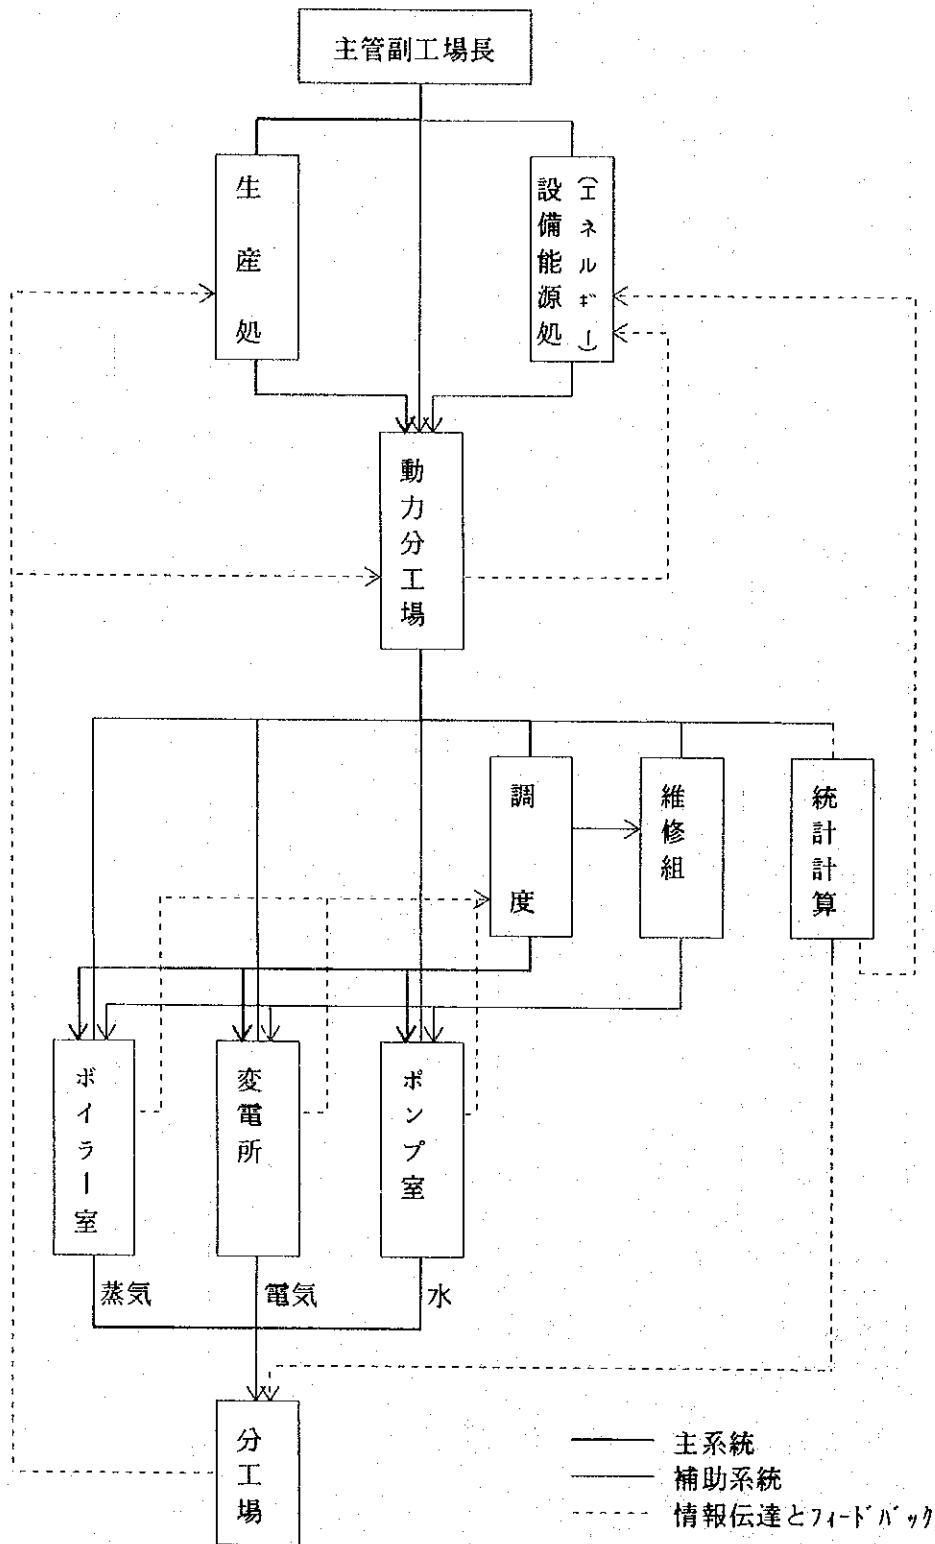 主管副工場長
生産処
設備能源処
(エネルギー)
動力分工場
調度
維修組
統計計算
ボイラー室
変電所
ポンプ室
蒸気
電気
水
分工場
主系統
補助系統
情報伝達とフィードバック